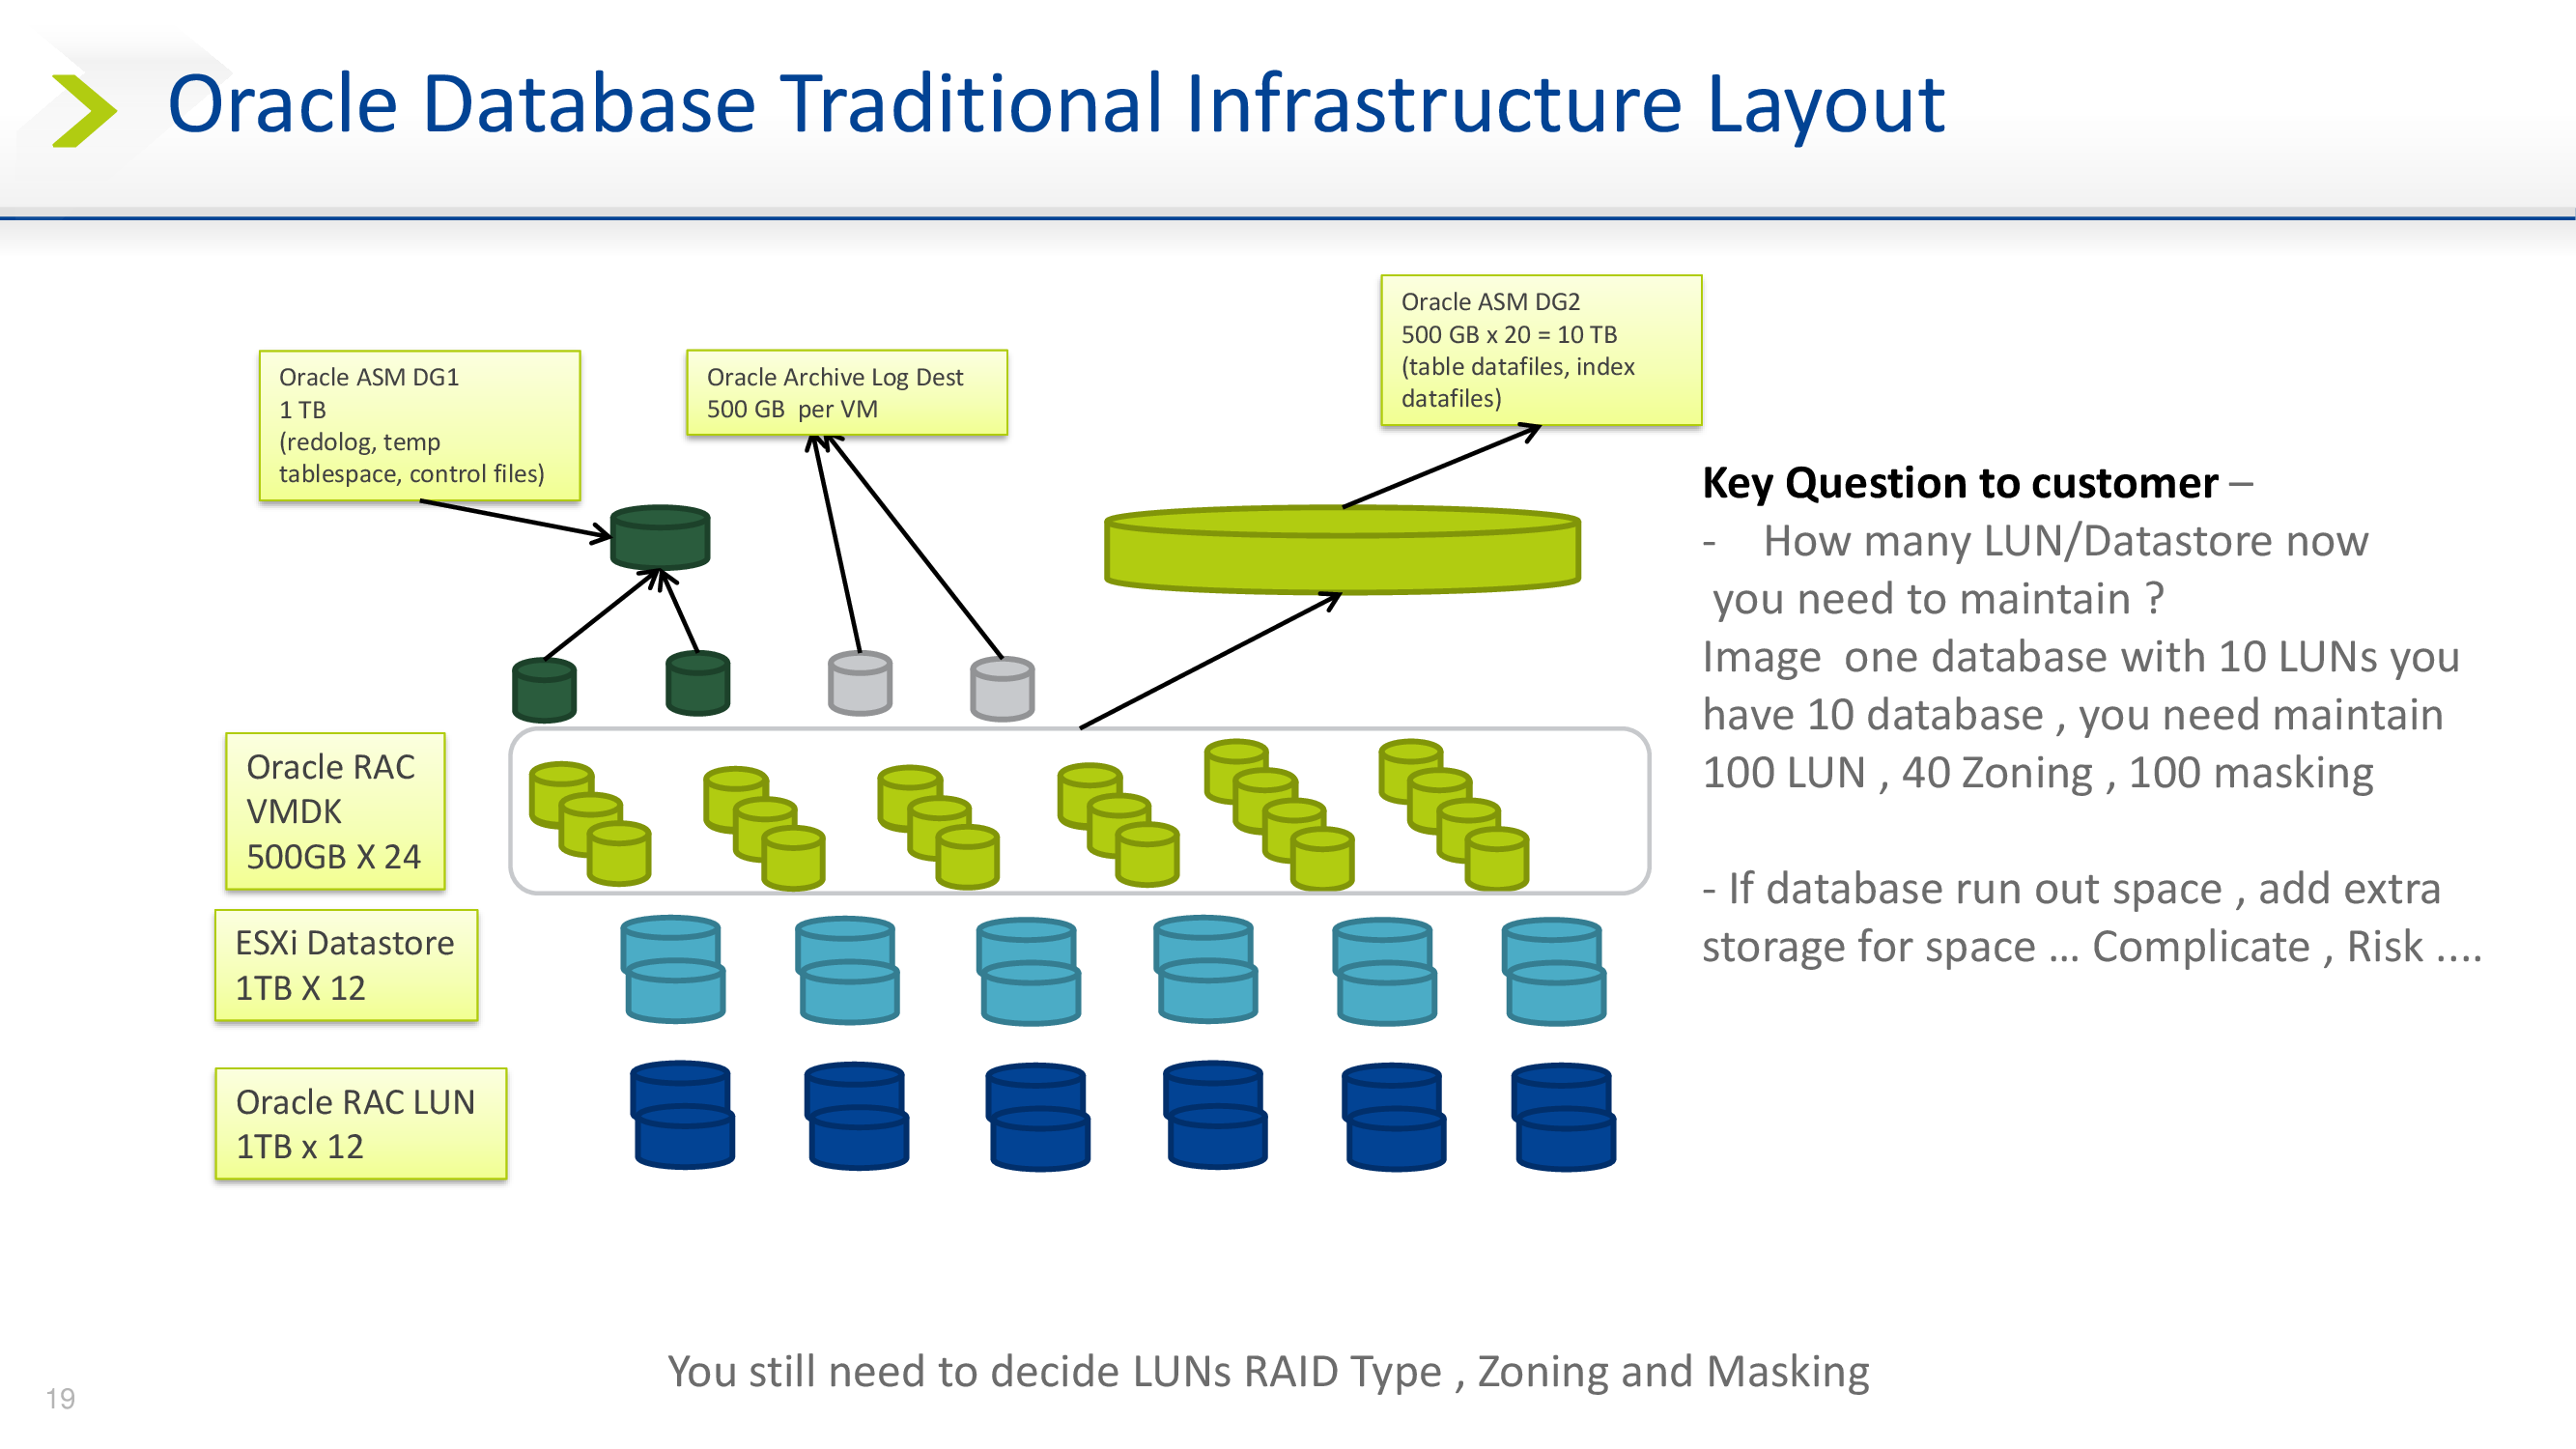 Oracle Database Traditional Infrastructure Layout
Oracle ASM DG1
1 TB
(redolog, temp
tablespace, control files)
Oracle Archive Log Dest
500 GB  per VM
Oracle ASM DG2
500 GB x 20 = 10 TB
(table datafiles, index
datafiles)
Key Question to customer –
-    How many LUN/Datastore now
you need to maintain ?
Image  one database with 10 LUNs you
have 10 database , you need maintain
100 LUN , 40 Zoning , 100 masking
- If database run out space , add extra
storage for space ... Complicate , Risk ....
Oracle RAC
VMDK
500GB X 24
ESXi Datastore
1TB X 12
Oracle RAC LUN
1TB x 12
You still need to decide LUNs RAID Type , Zoning and Masking
19